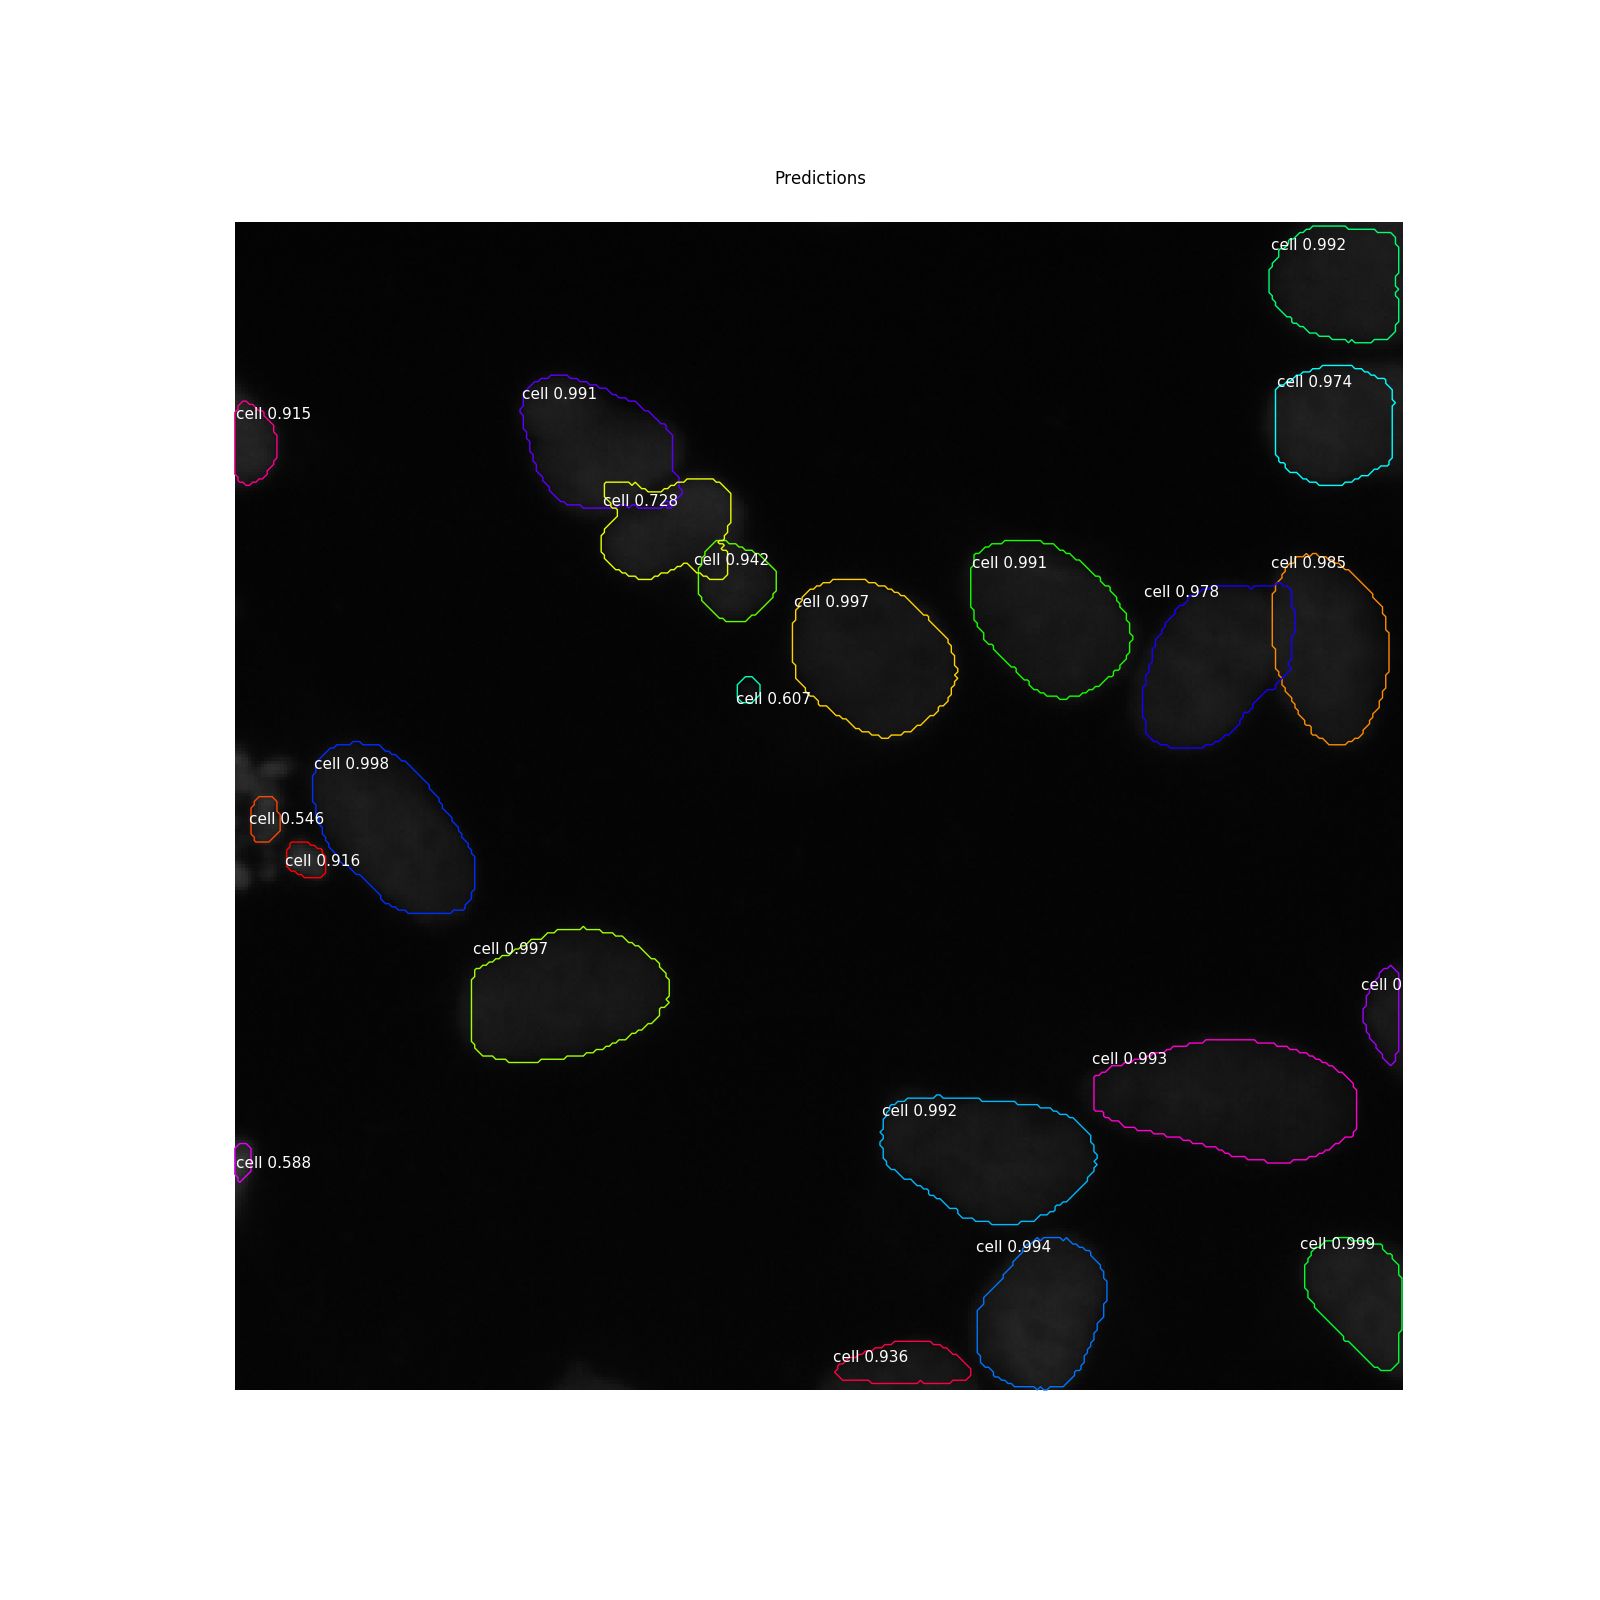 Predictions
cell 0.992
cell 0.974
cell 0.991
cell 0.915
cell 0.728
cell 0.942
cell 0.991
cell 0.985
cell 0.978
cell 0.997
cell 0.607
cell 0.998
cell 0.546
cell 0.916
cell 0.997
cell 0
cell 0.993
cell 0.992
cell 0.588
cell 0.994
cell 0.999
cell 0.936